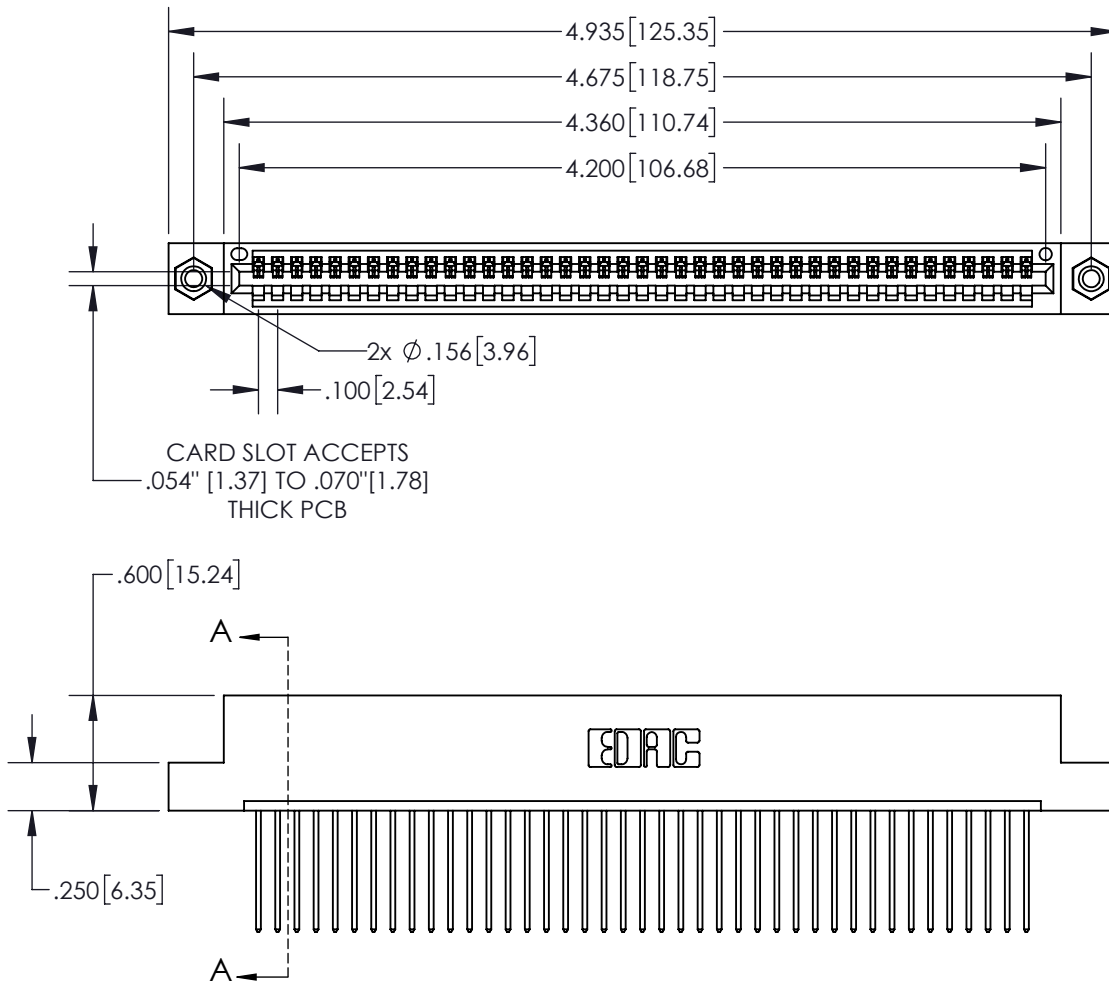 4.935[125.35]
4.675[118.75]
4.360[110.74]
4.200[106.68]
2x Ø.156[3.96]
.100[2.54]
CARD SLOT ACCEPTS
.054" [1.37] TO .070"[1.78]
THICK PCB
.600[15.24]
A
EDAC
.250[6.35]
A